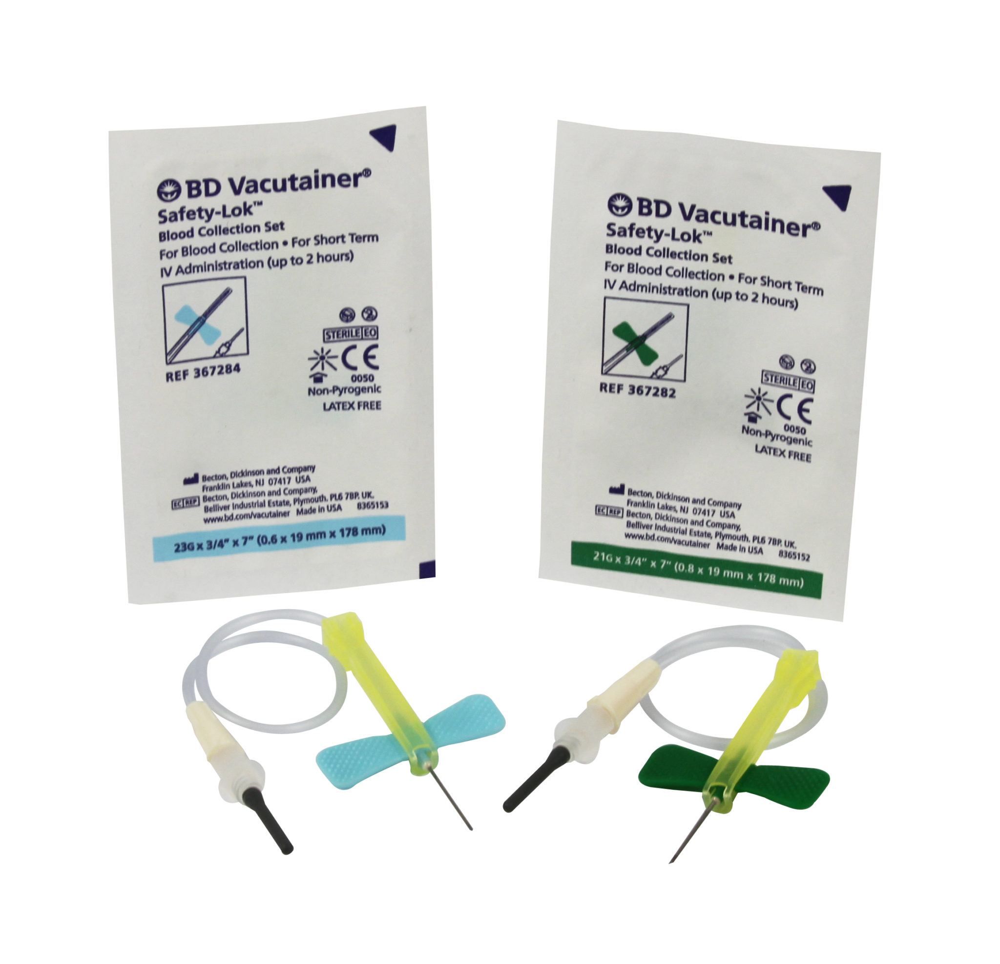 BD Vacutainer®
Safety-Lok™
Blood Collection Set
For Blood Collection • For Short Term
IV Administration (up to 2 hours)
REF 367284
2
STERILE EO
CE
0050
Non-Pyrogenic
LATEX FREE
Becton, Dickinson and Company
Franklin Lakes, NJ 07417 USA
EC REP Becton, Dickinson and Company,
Belliver Industrial Estate, Plymouth. PL6 7BP. UK.
www.bd.com/vacutainer Made in USA 8365153
23G x 3/4" x 7" (0.6 x 19 mm x 178 mm)
BD Vacutainer®
Safety-Lok™
Blood Collection Set
For Blood Collection • For Short Term
IV Administration (up to 2 hours)
REF 367282
2
STERILE EO
CE
0050
Non-Pyrogenic
LATEX FREE
Becton, Dickinson and Company
Franklin Lakes, NJ 07417 USA
EC REP Becton, Dickinson and Company,
Belliver Industrial Estate, Plymouth. PL6 7BP. UK.
www.bd.com/vacutainer Made in USA 8365152
21G x 3/4" x 7" (0.8 x 19 mm x 178 mm)